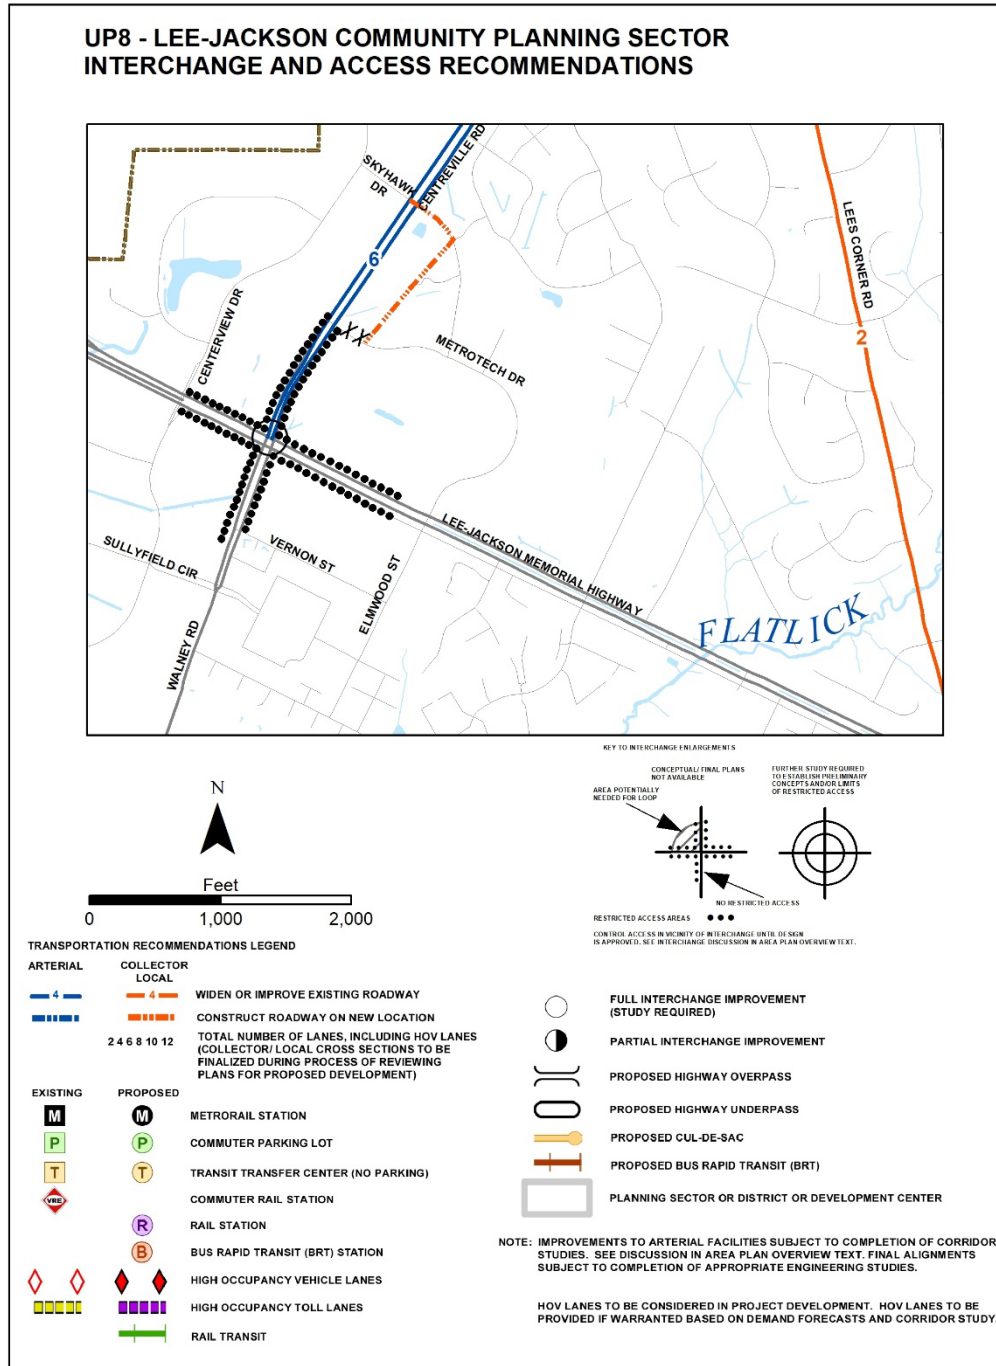 UP8 - LEE-JACKSON COMMUNITY PLANNING SECTOR
INTERCHANGE AND ACCESS RECOMMENDATIONS
SKYHAWK
DR
CENTREVILLE RD
LEES CORNER RD
6
2
CENTERVIEW DR
XX
METROTECH DR
LEE-JACKSON MEMORIAL HIGHWAY
SULLYFIELD CIR
VERNON ST
ELMWOOD ST
WALNEY RD
FLATLICK
KEY TO INTERCHANGE ENLARGEMENTS
CONCEPTUAL/ FINAL PLANS
NOT AVAILABLE
AREA POTENTIALLY
NEEDED FOR LOOP
FURTHER STUDY REQUIRED
TO ESTABLISH PRELIMINARY
CONCEPTS AND/OR LIMITS
OF RESTRICTED ACCESS
NO RESTRICTED ACCESS
RESTRICTED ACCESS AREAS
CONTROL ACCESS IN VICINITY OF INTERCHANGE UNTIL DESIGN
IS APPROVED. SEE INTERCHANGE DISCUSSION IN AREA PLAN OVERVIEW TEXT.
N
Feet
0 1,000 2,000
TRANSPORTATION RECOMMENDATIONS LEGEND
ARTERIAL
COLLECTOR
LOCAL
4 4 WIDEN OR IMPROVE EXISTING ROADWAY
CONSTRUCT ROADWAY ON NEW LOCATION
2 4 6 8 10 12 TOTAL NUMBER OF LANES, INCLUDING HOV LANES
(COLLECTOR/ LOCAL CROSS SECTIONS TO BE
FINALIZED DURING PROCESS OF REVIEWING
PLANS FOR PROPOSED DEVELOPMENT)
EXISTING PROPOSED
M M METRORAIL STATION
P P COMMUTER PARKING LOT
T T TRANSIT TRANSFER CENTER (NO PARKING)
VRE COMMUTER RAIL STATION
R RAIL STATION
B BUS RAPID TRANSIT (BRT) STATION
HIGH OCCUPANCY VEHICLE LANES
HIGH OCCUPANCY TOLL LANES
RAIL TRANSIT
FULL INTERCHANGE IMPROVEMENT
(STUDY REQUIRED)
PARTIAL INTERCHANGE IMPROVEMENT
PROPOSED HIGHWAY OVERPASS
PROPOSED HIGHWAY UNDERPASS
PROPOSED CUL-DE-SAC
PROPOSED BUS RAPID TRANSIT (BRT)
PLANNING SECTOR OR DISTRICT OR DEVELOPMENT CENTER
NOTE: IMPROVEMENTS TO ARTERIAL FACILITIES SUBJECT TO COMPLETION OF CORRIDOR
STUDIES. SEE DISCUSSION IN AREA PLAN OVERVIEW TEXT. FINAL ALIGNMENTS
SUBJECT TO COMPLETION OF APPROPRIATE ENGINEERING STUDIES.
HOV LANES TO BE CONSIDERED IN PROJECT DEVELOPMENT. HOV LANES TO BE
PROVIDED IF WARRANTED BASED ON DEMAND FORECASTS AND CORRIDOR STUDY.